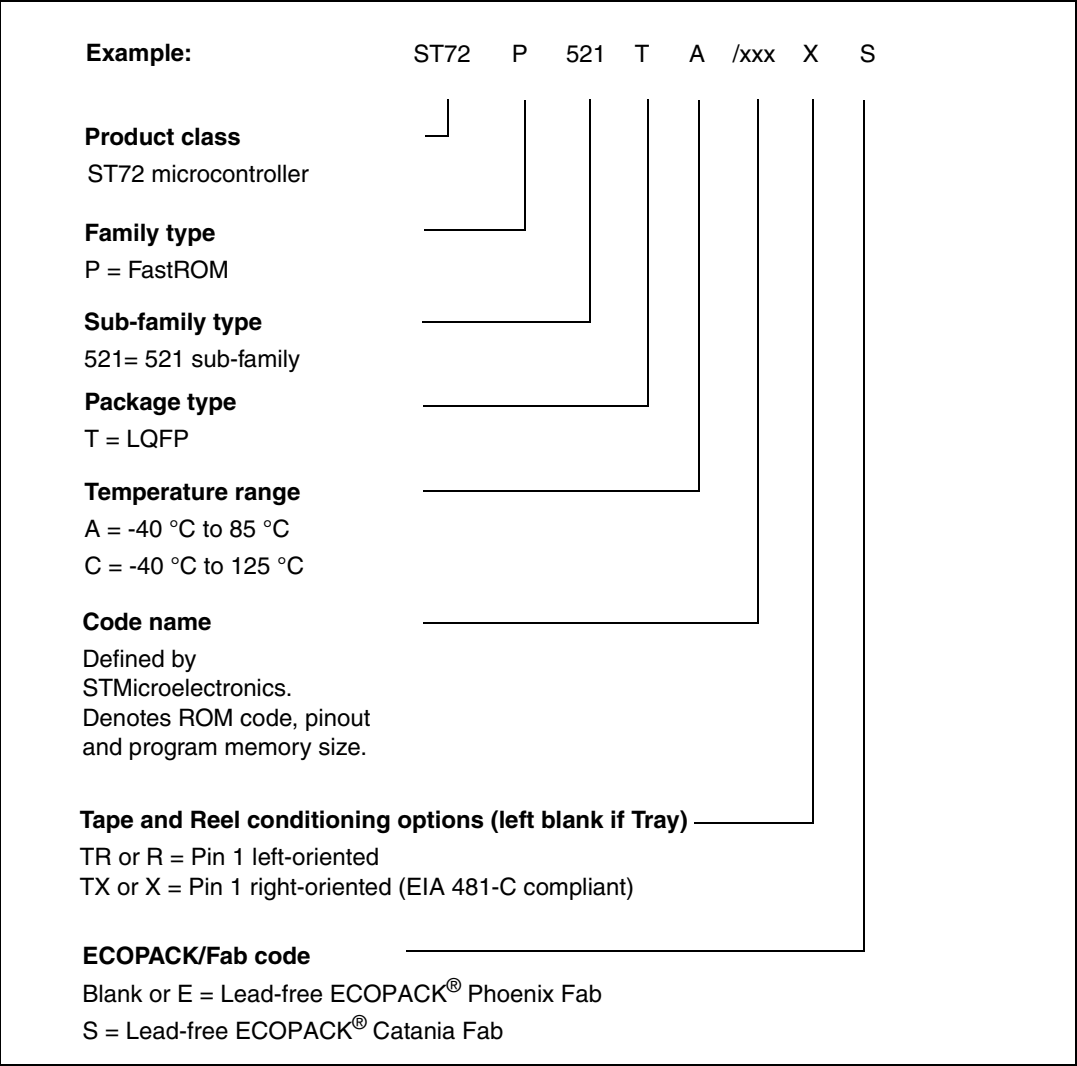 Example: ST72 P 521 T A /xxx X S
Product class
ST72 microcontroller
Family type
P = FastROM
Sub-family type
521= 521 sub-family
Package type
T = LQFP
Temperature range
A = -40 °C to 85 °C
C = -40 °C to 125 °C
Code name
Defined by
STMicroelectronics.
Denotes ROM code, pinout
and program memory size.
Tape and Reel conditioning options (left blank if Tray)
TR or R = Pin 1 left-oriented
TX or X = Pin 1 right-oriented (EIA 481-C compliant)
ECOPACK/Fab code
Blank or E = Lead-free ECOPACK® Phoenix Fab
S = Lead-free ECOPACK® Catania Fab